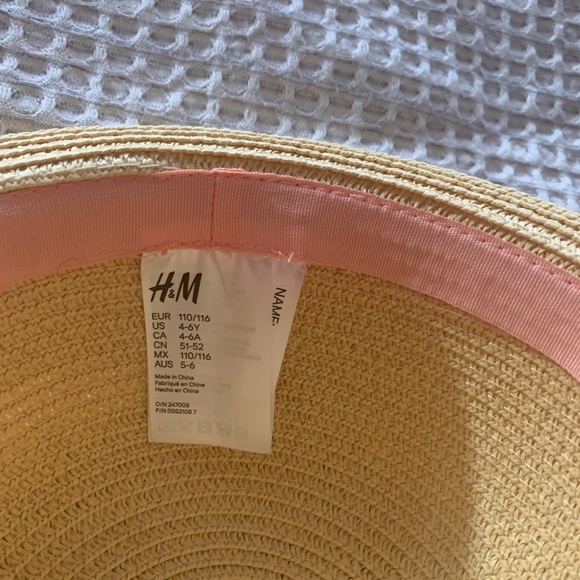 H&M
NAME
EUR 110/116
US 4-6Y
CA 4-6A
CN 51-52
MX 110/116
AUS 5-6
Made in China
Fabriqué en China
Hecho en China
O/N 247008
P/N 0552108 7